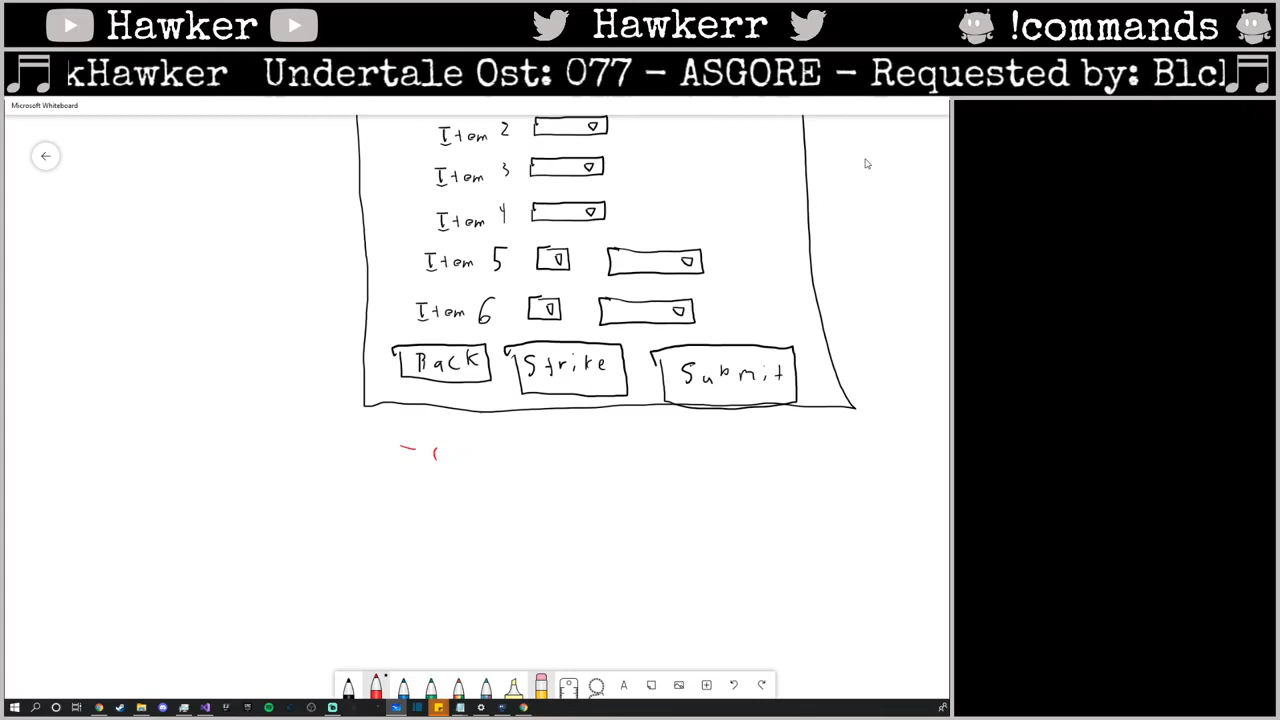 Hawker
Hawkerr
!commands
kHawker Undertale Ost: 077 - ASGORE - Requested by: Blcl
Microsoft Whiteboard
Item 2
Item 3
Item 4
Item 5
Item 6
Back Strike Submit